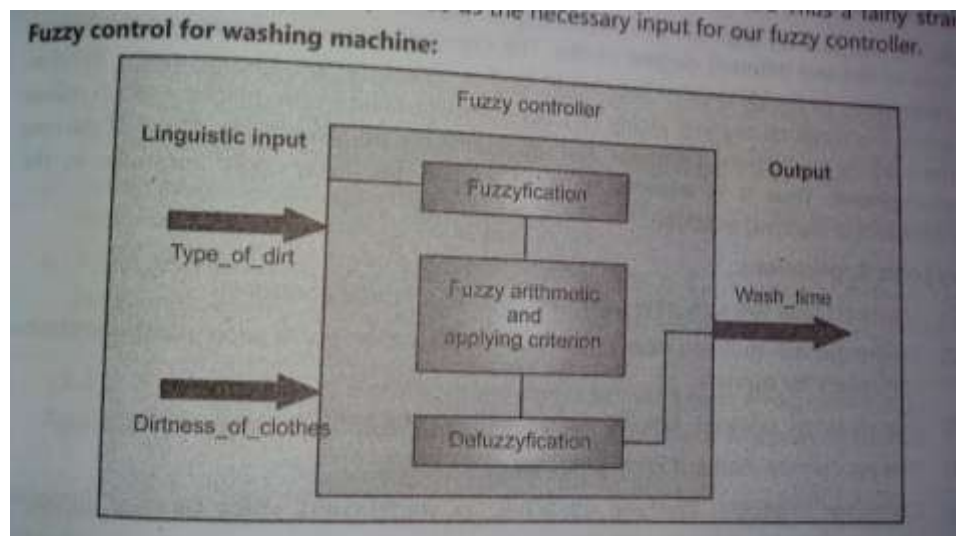 as the necessary input for our fuzzy controller.
Fuzzy control for washing machine:
Fuzzy controller
Linguistic input
Output
Fuzzyfication
Type_of_dirt
Fuzzy arithmetic
and
applying criterion
Wash_time
Dirtness_of_clothes
Defuzzyfication